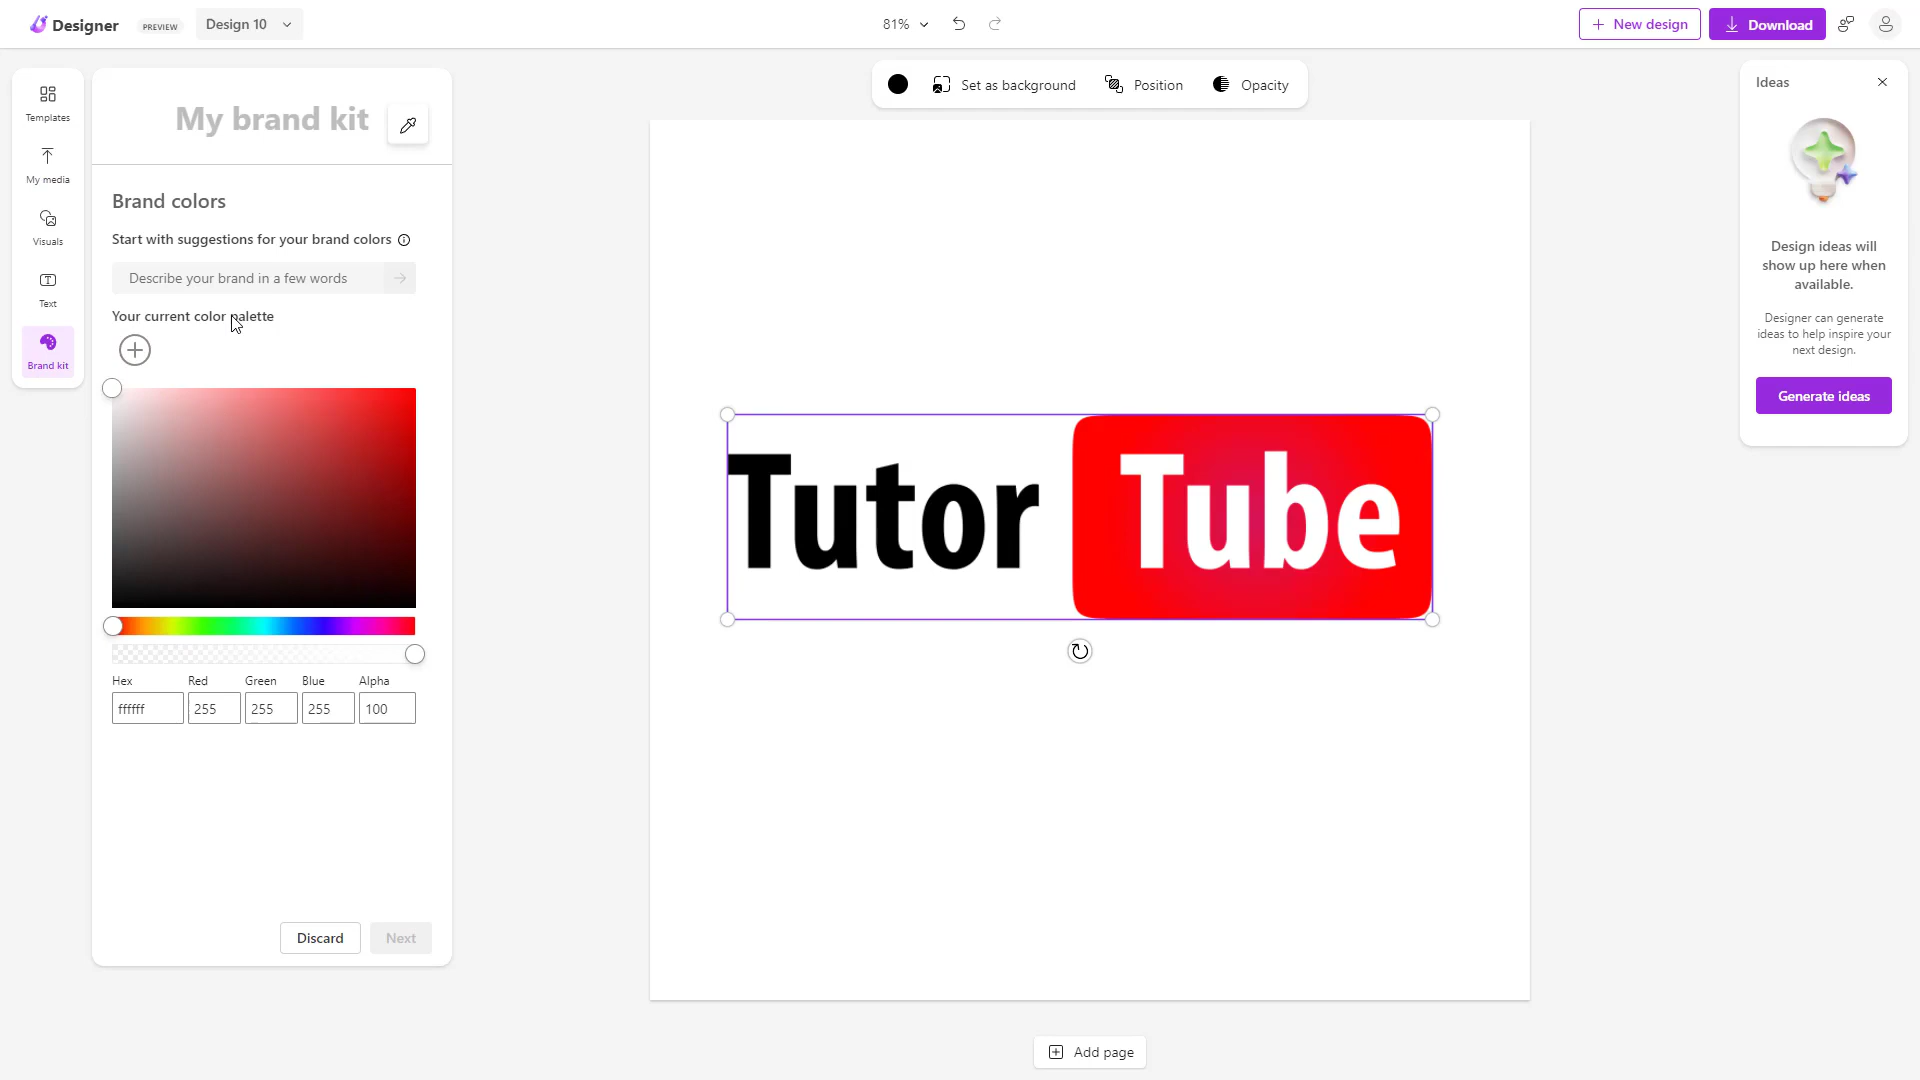 Designer
PREVIEW
Design 10
81%
New design
Download
Templates
My media
Visuals
Text
Brand kit
My brand kit
Brand colors
Start with suggestions for your brand colors
Describe your brand in a few words
Your current color palette
Hex
Red
Green
Blue
Alpha
ffffff
255
255
255
100
Discard
Next
Set as background
Position
Opacity
Tutor Tube
Add page
Ideas
Design ideas will
show up here when
available.
Designer can generate
ideas to help inspire your
next design.
Generate ideas